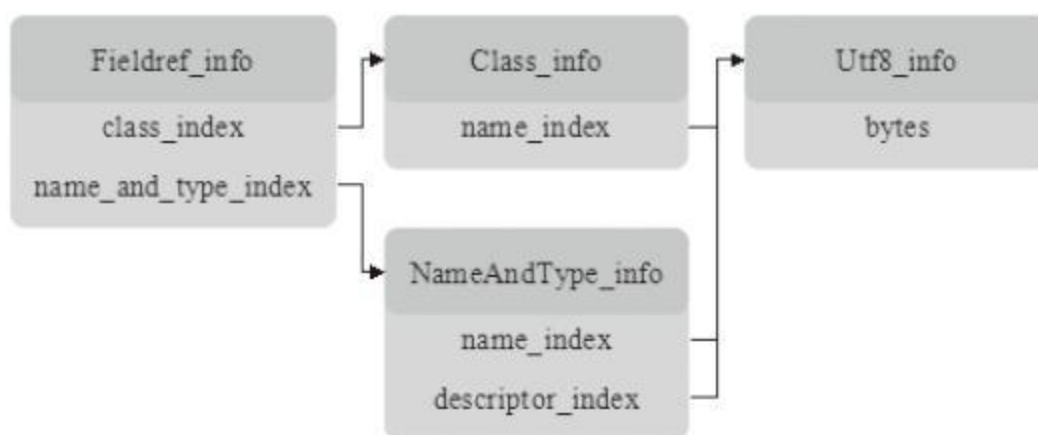 Fieldref_info
class_index
name_and_type_index
Class_info
name_index
NameAndType_info
name_index
descriptor_index
Utf8_info
bytes